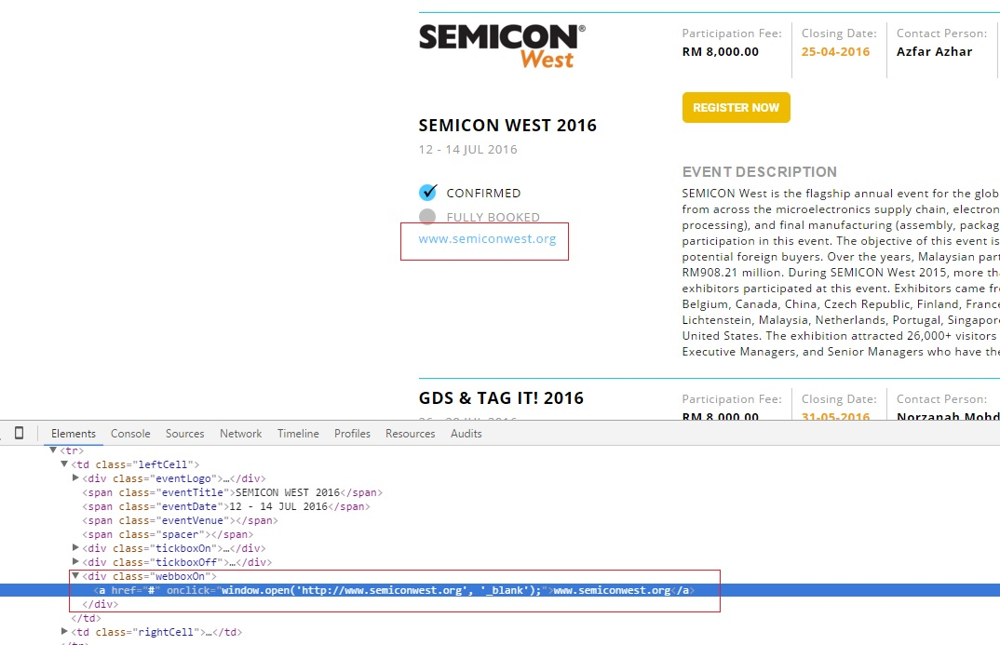 SEMICON®
West
Participation Fee:
RM 8,000.00
Closing Date:
25-04-2016
Contact Person:
Azfar Azhar
REGISTER NOW
SEMICON WEST 2016
12 - 14 JUL 2016
CONFIRMED
FULLY BOOKED
www.semiconwest.org
EVENT DESCRIPTION
SEMICON West is the flagship annual event for the glob
from across the microelectronics supply chain, electron
processing), and final manufacturing (assembly, packag
participation in this event. The objective of this event is
potential foreign buyers. Over the years, Malaysian part
RM908.21 million. During SEMICON West 2015, more tha
exhibitors participated at this event. Exhibitors came fro
Belgium, Canada, China, Czech Republic, Finland, France
Lichtenstein, Malaysia, Netherlands, Portugal, Singapore
United States. The exhibition attracted 26,000+ visitors
Executive Managers, and Senior Managers who have the
GDS & TAG IT! 2016
Participation Fee:
RM 8,000.00
Closing Date:
31-05-2016
Contact Person:
Norzanah Mohd
Elements Console Sources Network Timeline Profiles Resources Audits
▼<tr>
▼<td class="leftCell">
▶<div class="eventLogo">…</div>
<span class="eventTitle">SEMICON WEST 2016</span>
<span class="eventDate">12 - 14 JUL 2016</span>
<span class="eventVenue"></span>
<span class="spacer"></span>
▶<div class="tickboxOn">…</div>
▶<div class="tickboxOff">…</div>
▼<div class="webboxOn">
<a href="#" onclick="window.open('http://www.semiconwest.org', '_blank');">www.semiconwest.org</a>
</div>
</td>
▶<td class="rightCell">…</td>
</tr>